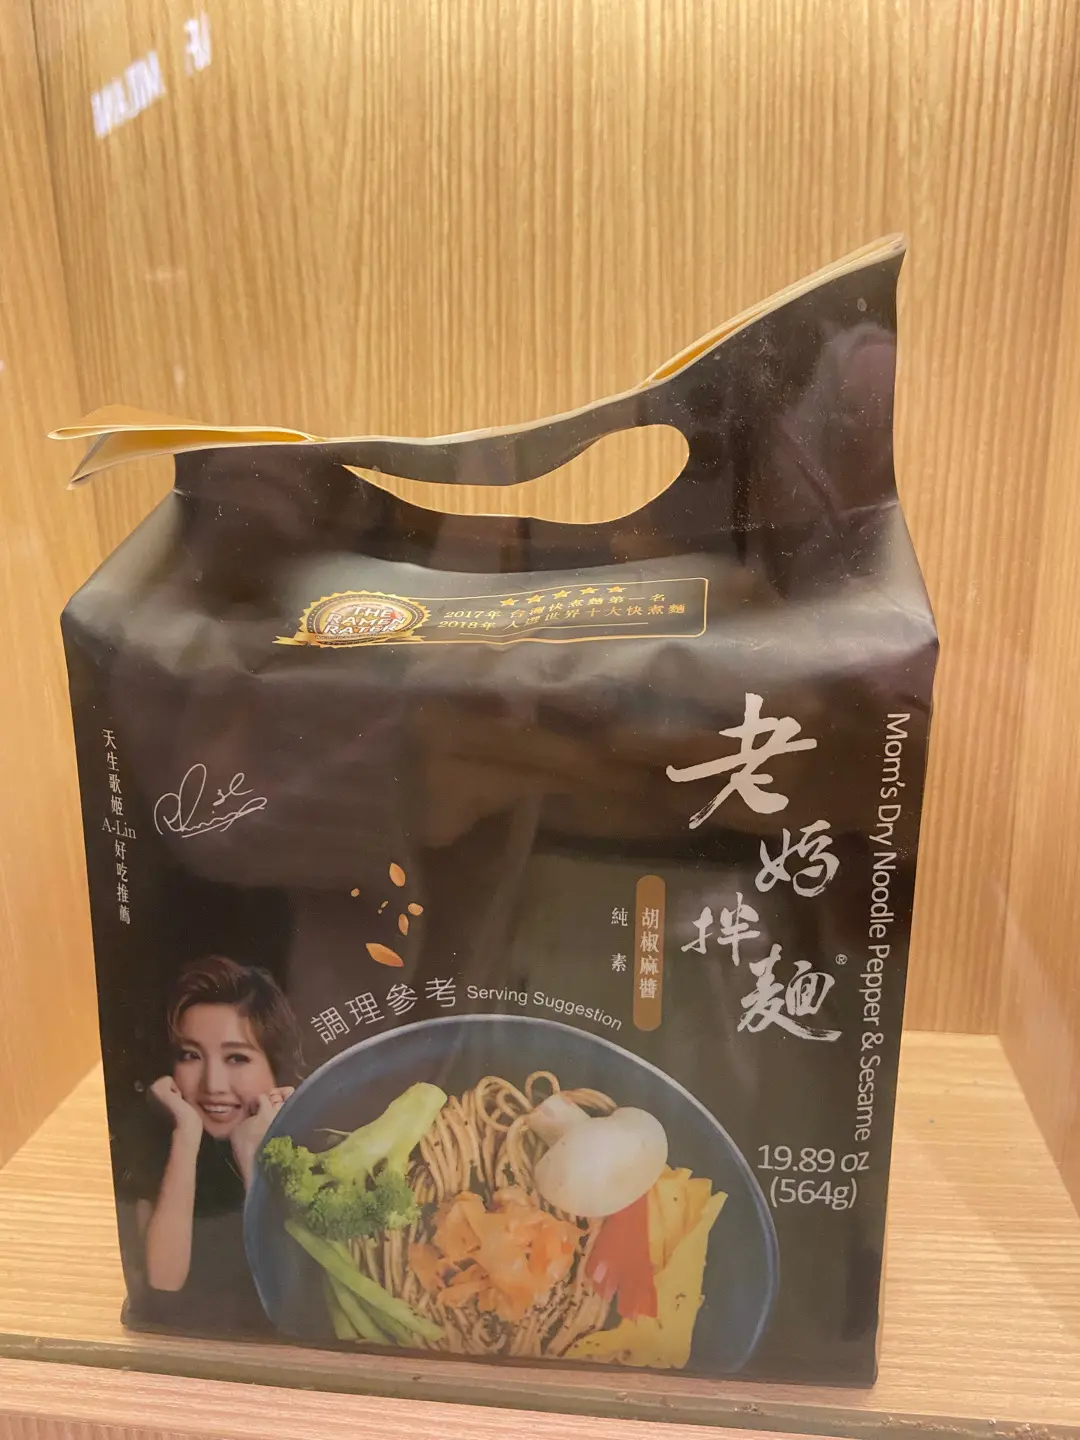 THE
RAMEN
RATER
2017年 台灣快煮麵第一名
2018年 入選世界十大快煮麵
天生歌姬 A-Lin 好吃推薦
老媽拌麵®
Mom's Dry Noodle Pepper & Sesame
胡椒麻醬
純素
調理參考 Serving Suggestion
19.89 oz
(564g)